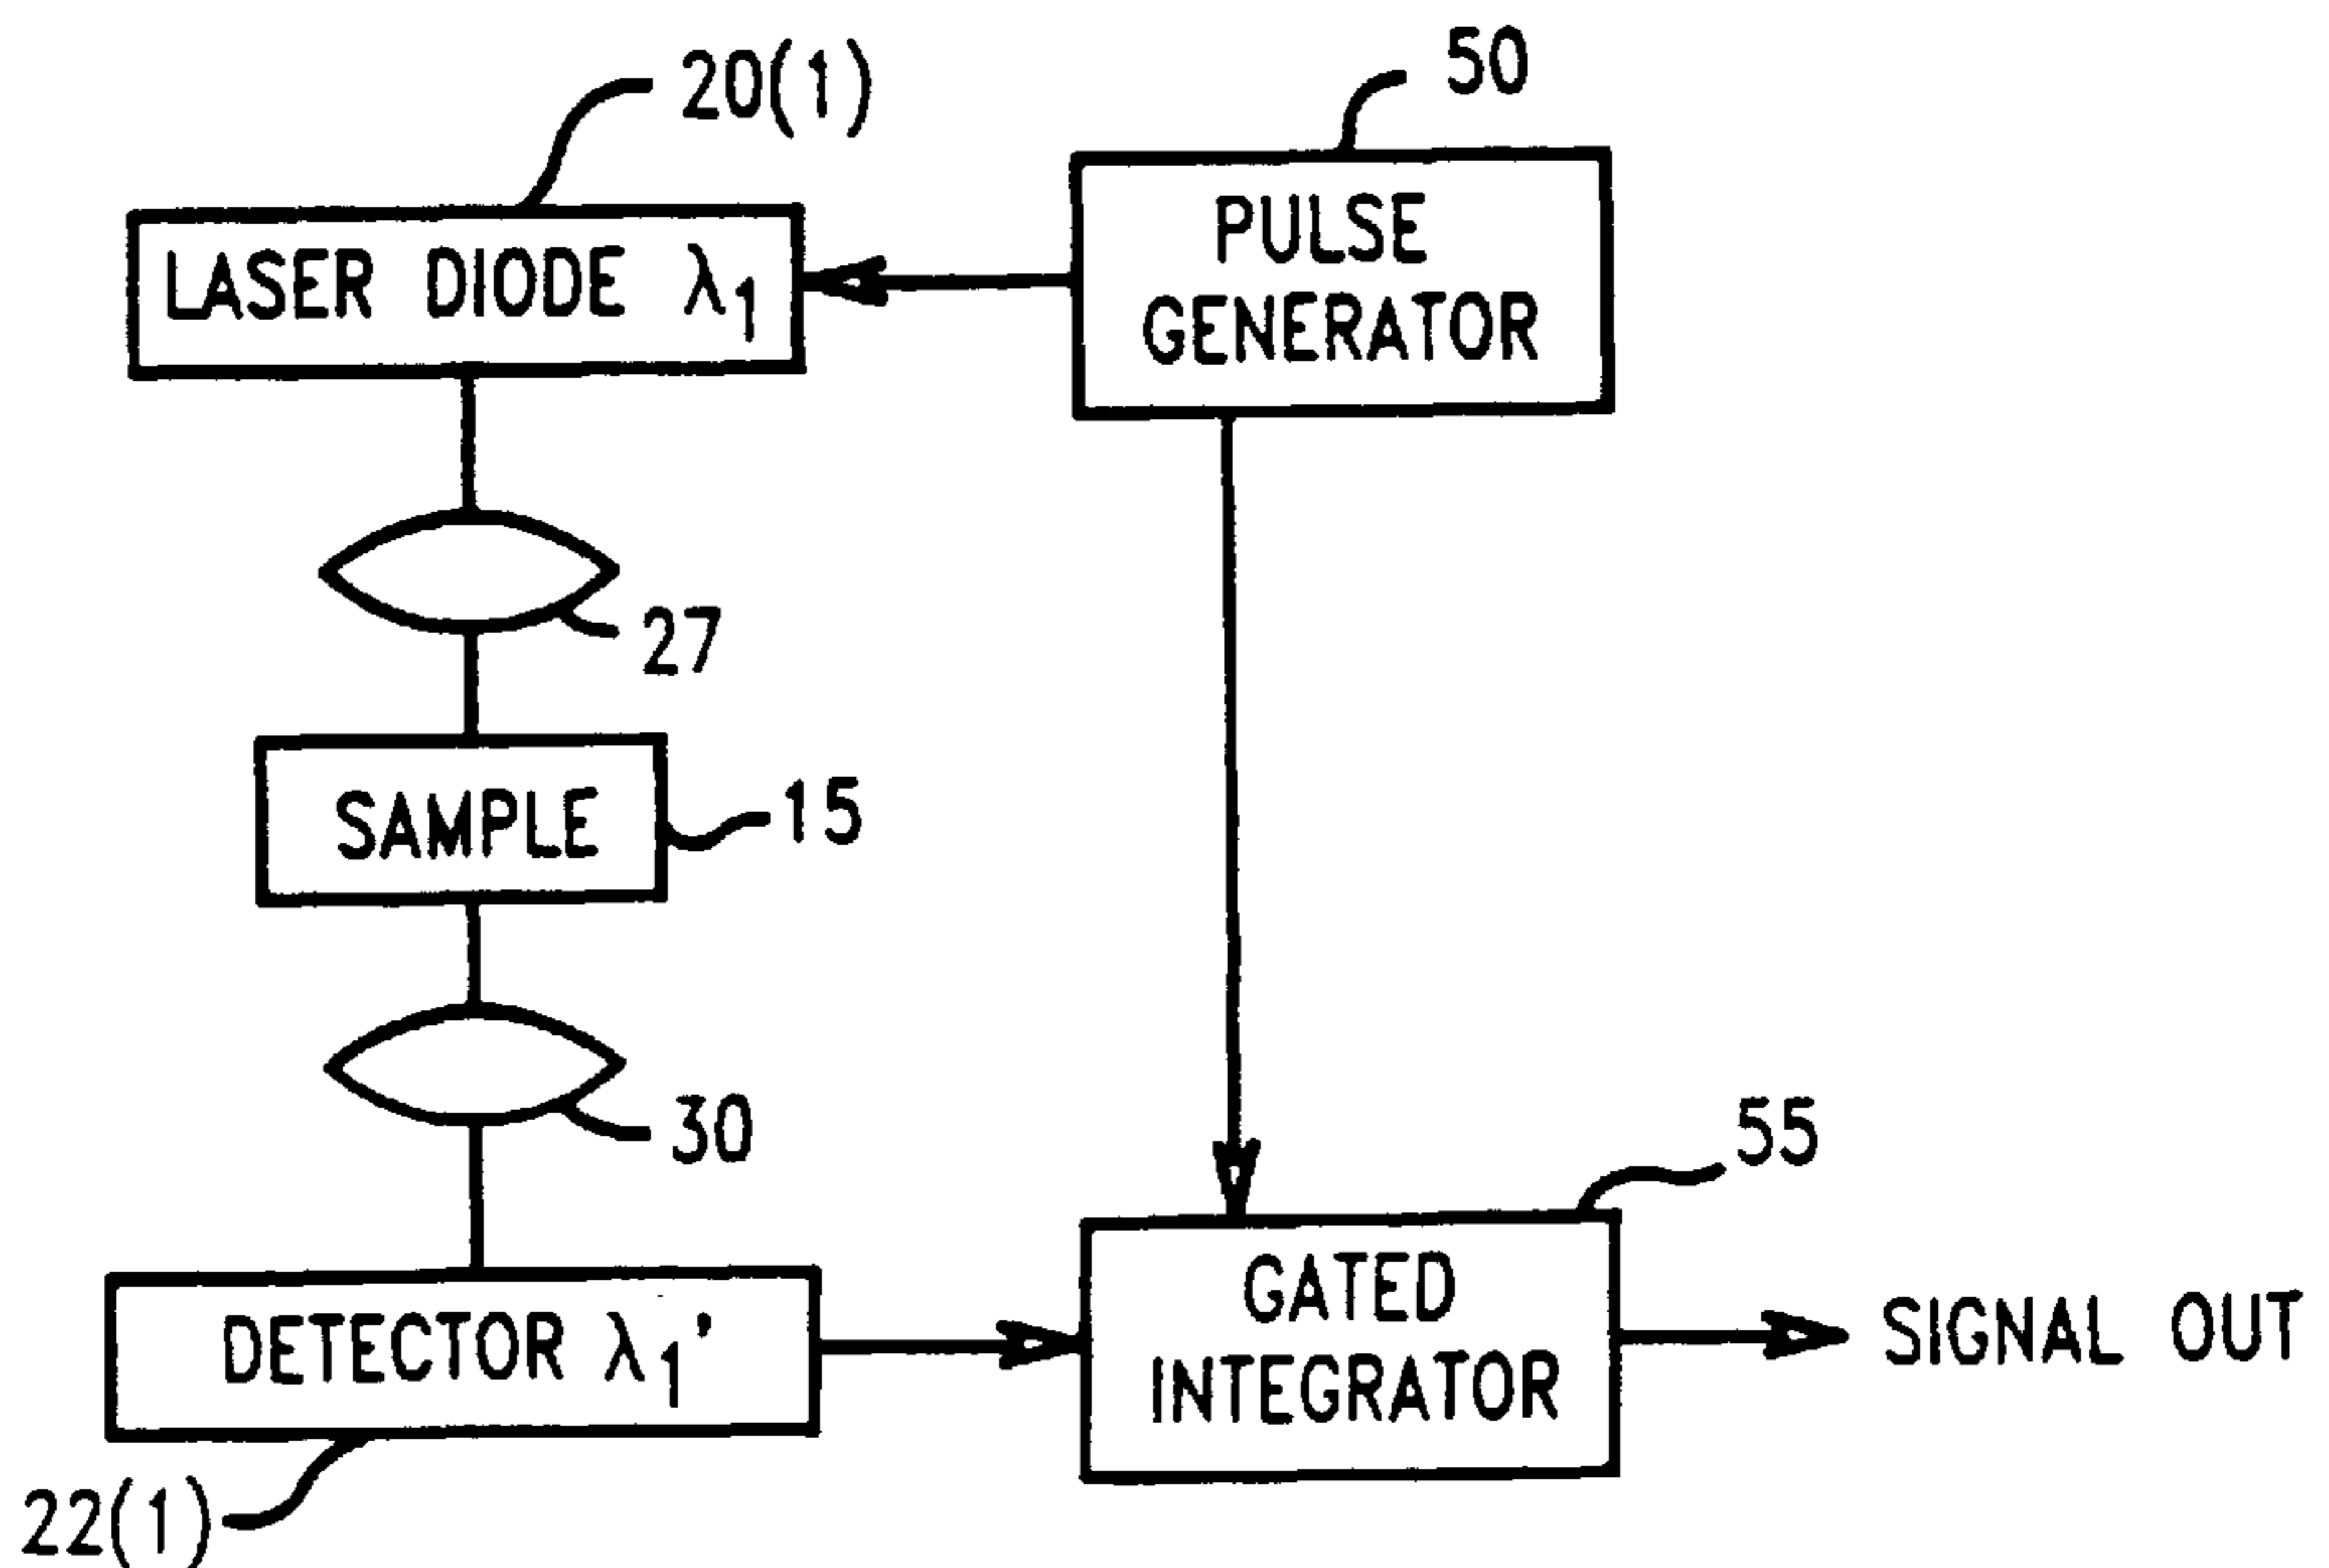 20(1)
50
LASER DIODE λ1
PULSE
GENERATOR
27
SAMPLE
15
30
55
DETECTOR λ1'
GATED
INTEGRATOR
SIGNAL OUT
22(1)